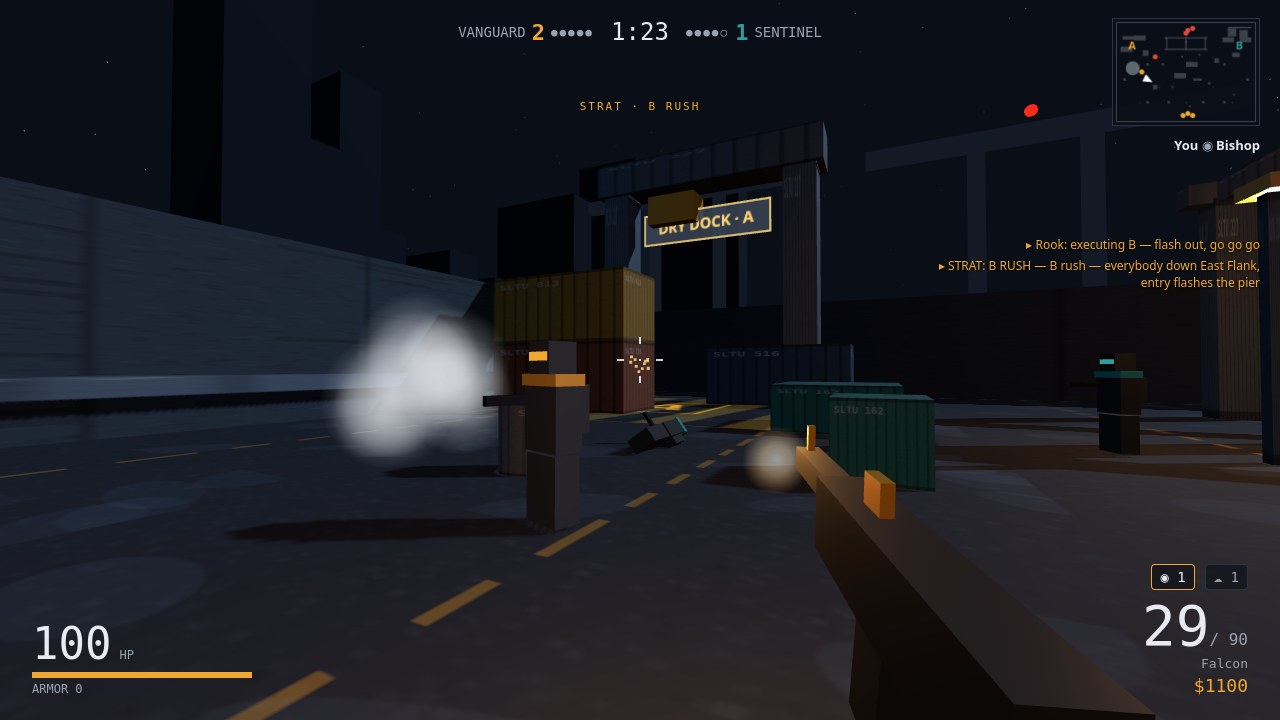 VANGUARD 2 1:23 1 SENTINEL
A
B
STRAT · B RUSH
You ◉ Bishop
DRY DOCK · A
▸ Rook: executing B — flash out, go go go
▸ STRAT: B RUSH — B rush — everybody down East Flank,
entry flashes the pier
SLTU 516
SLTU 162
◉ 1
☁ 1
100 HP
29 / 90
Falcon
ARMOR 0
$1100